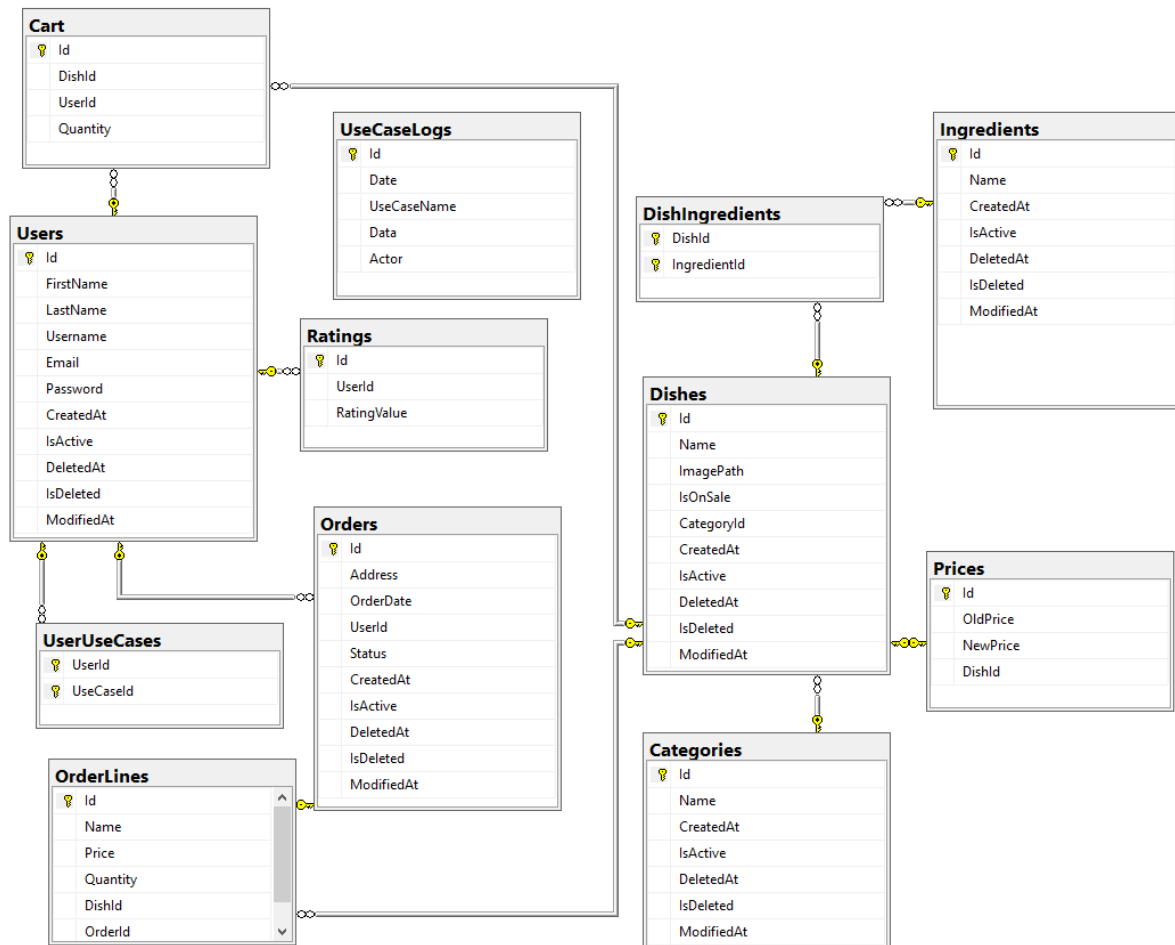 Cart
Id
DishId
UserId
Quantity
UseCaseLogs
Id
Date
UseCaseName
Data
Actor
Ingredients
Id
Name
CreatedAt
IsActive
DeletedAt
IsDeleted
ModifiedAt
DishIngredients
DishId
IngredientId
Users
Id
FirstName
LastName
Username
Email
Password
CreatedAt
IsActive
DeletedAt
IsDeleted
ModifiedAt
Ratings
Id
UserId
RatingValue
Dishes
Id
Name
ImagePath
IsOnSale
CategoryId
CreatedAt
IsActive
DeletedAt
IsDeleted
ModifiedAt
Orders
Id
Address
OrderDate
UserId
Status
CreatedAt
IsActive
DeletedAt
IsDeleted
ModifiedAt
Prices
Id
OldPrice
NewPrice
DishId
UserUseCases
UserId
UseCaseId
OrderLines
Id
Name
Price
Quantity
DishId
OrderId
Categories
Id
Name
CreatedAt
IsActive
DeletedAt
IsDeleted
ModifiedAt